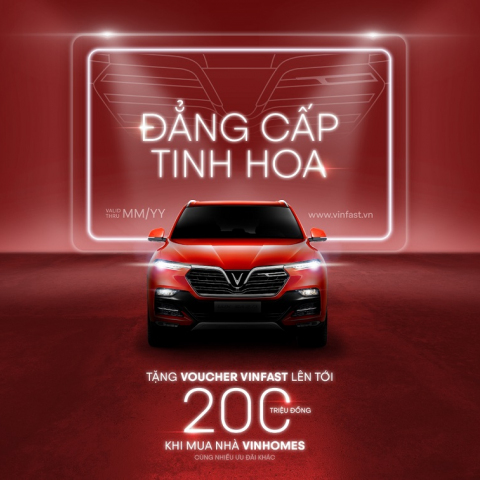 ĐẲNG CẤP
TINH HOA
VALID
THRU MM/YY
www.vinfast.vn
TẶNG VOUCHER VINFAST LÊN TỚI
200 TRIỆU ĐỒNG
KHI MUA NHÀ VINHOMES
CÙNG NHIỀU ƯU ĐÃI KHÁC